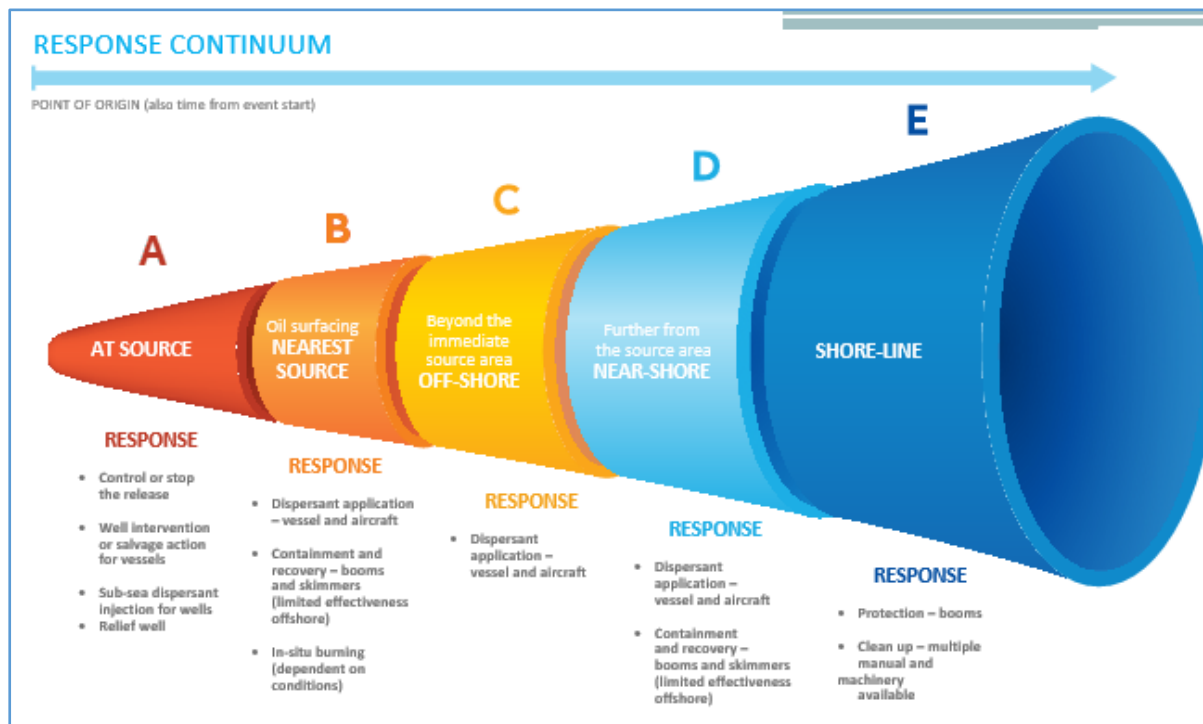 RESPONSE CONTINUUM
POINT OF ORIGIN (also time from event start)
A
B
C
D
E
AT SOURCE
Oil surfacing
NEAREST
SOURCE
Beyond the
immediate
source area
OFF-SHORE
Further from
the source area
NEAR-SHORE
SHORE-LINE
RESPONSE
• Control or stop
the release
• Well intervention
or salvage action
for vessels
• Sub-sea dispersant
injection for wells
• Relief well
RESPONSE
• Dispersant application
– vessel and aircraft
• Containment and
recovery – booms
and skimmers
(limited effectiveness
offshore)
• In-situ burning
(dependent on
conditions)
RESPONSE
• Dispersant
application –
vessel and aircraft
RESPONSE
• Dispersant
application –
vessel and aircraft
• Containment
and recovery –
booms and skimmers
(limited effectiveness
offshore)
RESPONSE
• Protection – booms
• Clean up – multiple
manual and
machinery
available